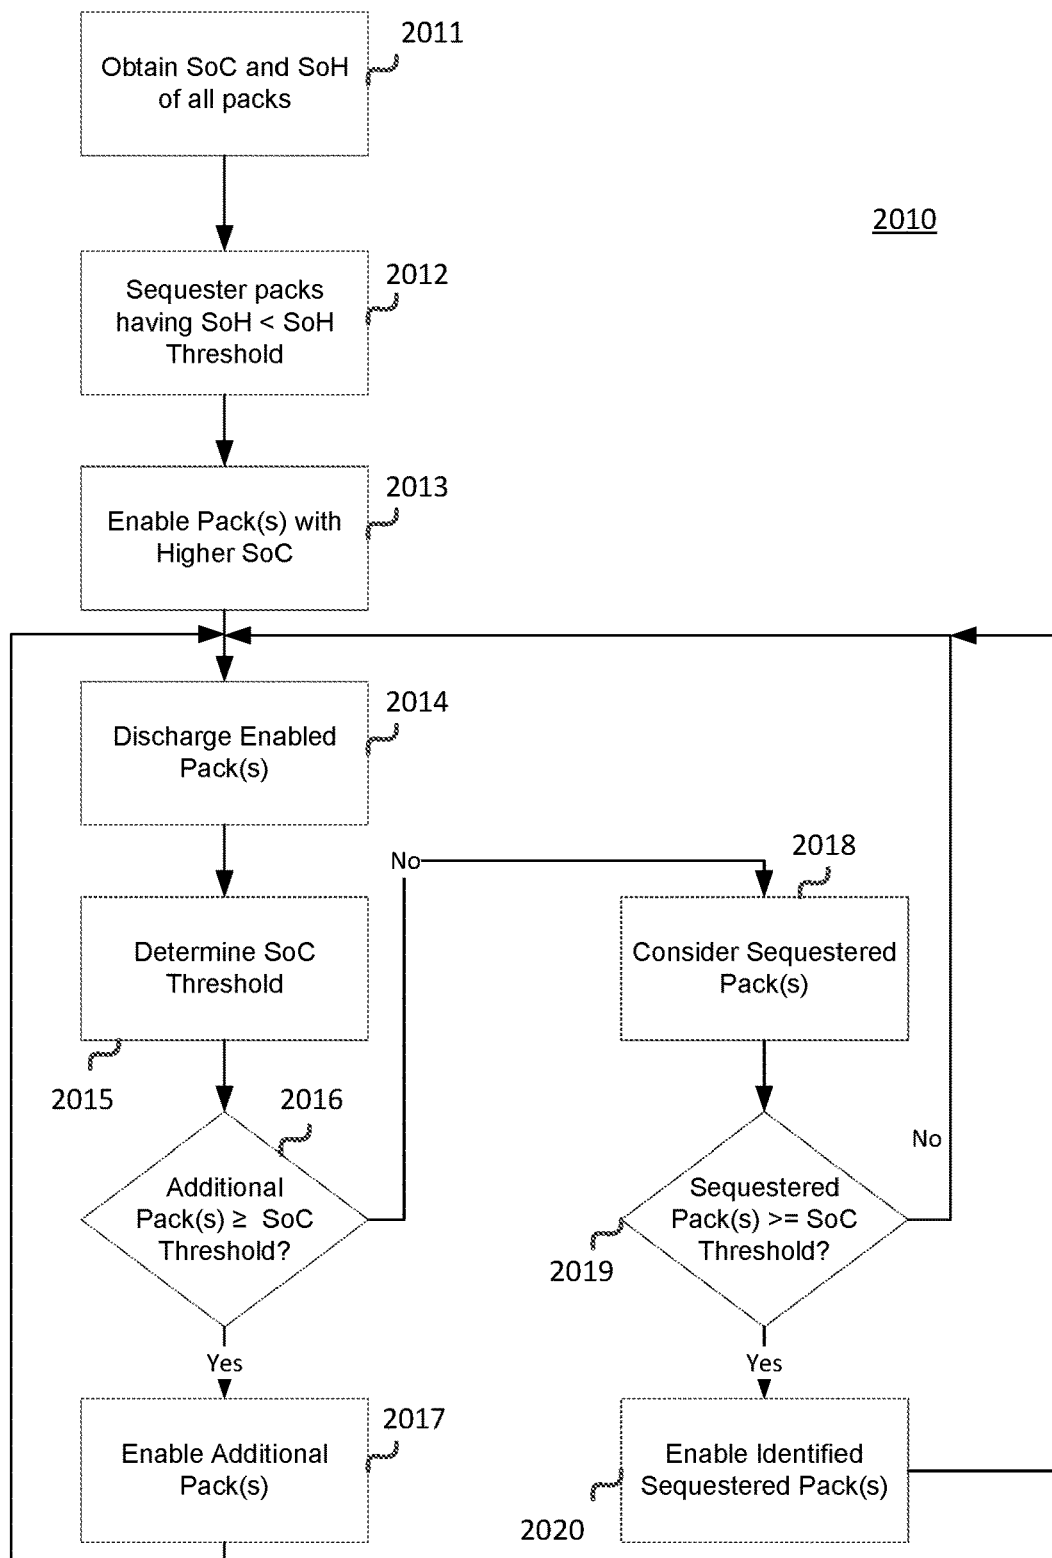 2011
Obtain SoC and SoH
of all packs
2010
2012
Sequester packs
having SoH < SoH
Threshold
2013
Enable Pack(s) with
Higher SoC
2014
Discharge Enabled
Pack(s)
No
2018
Determine SoC
Threshold
Consider Sequestered
Pack(s)
2015
2016
No
Additional
Pack(s) ≥ SoC
Threshold?
Sequestered
Pack(s) >= SoC
Threshold?
2019
Yes
Yes
2017
Enable Additional
Pack(s)
Enable Identified
Sequestered Pack(s)
2020